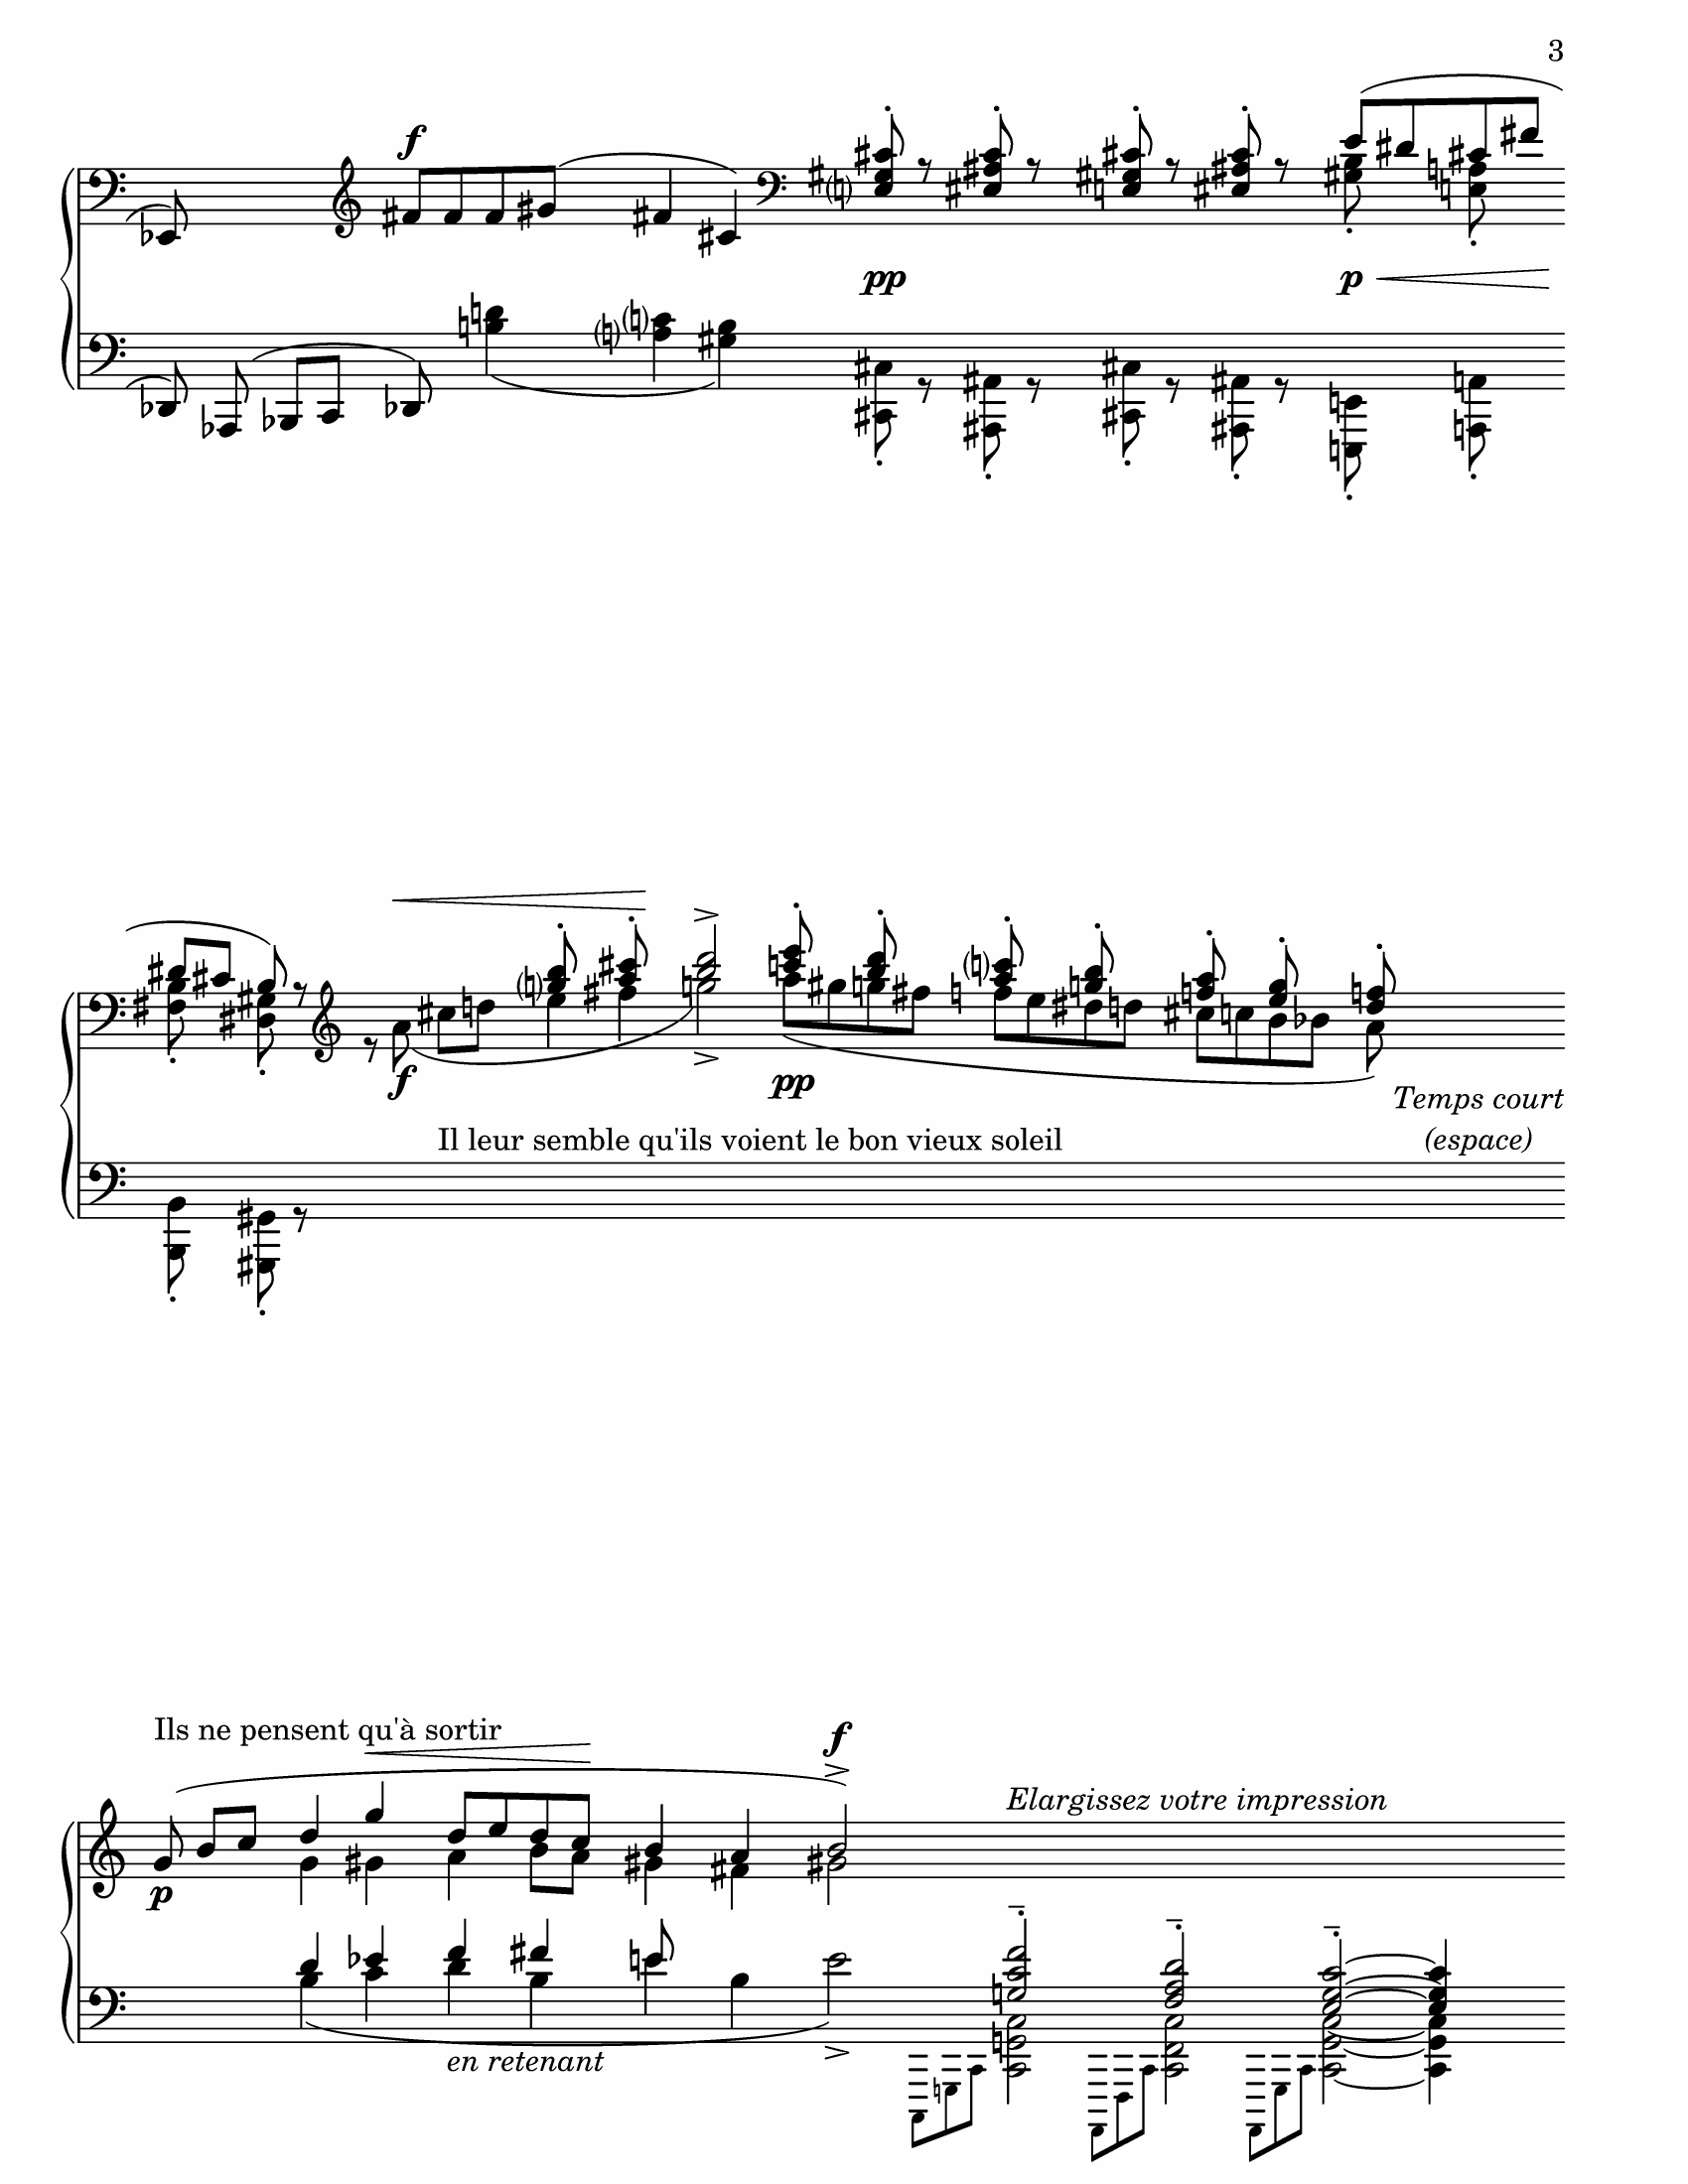 3
f
pp
p
f
Il leur semble qu'ils voient le bon vieux soleil
pp
Temps court
(espace)
Ils ne pensent qu'à sortir
f
p
Elargissez votre impression
en retenant